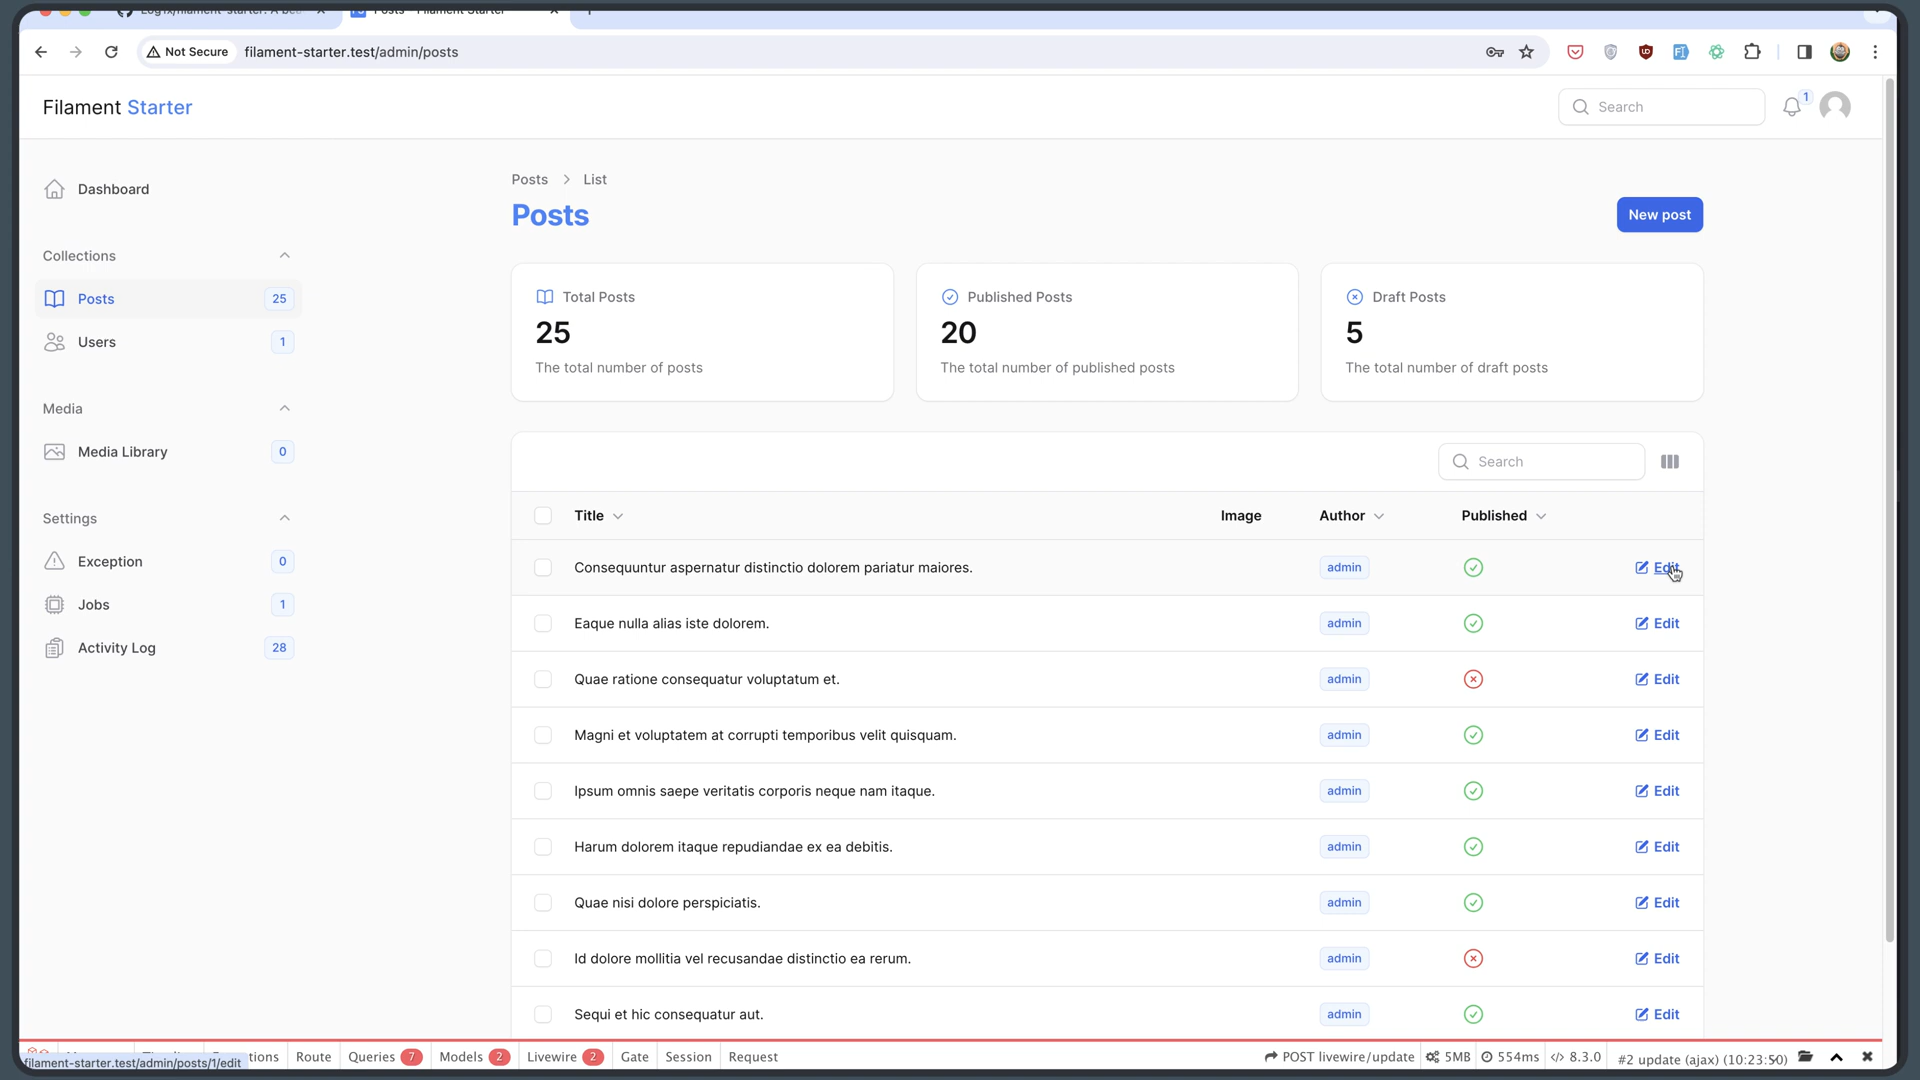 Posts - Filament Starter
Not Secure
filament-starter.test/admin/posts
Filament Starter
Search
1
Dashboard
Collections
Posts
25
Users
1
Media
Media Library
0
Settings
Exception
0
Jobs
1
Activity Log
28
Posts > List
Posts
New post
Total Posts
25
The total number of posts
Published Posts
20
The total number of published posts
Draft Posts
5
The total number of draft posts
Search
Title Image Author Published
Consequuntur aspernatur distinctio dolorem pariatur maiores. admin Edit
Eaque nulla alias iste dolorem. admin Edit
Quae ratione consequatur voluptatum et. admin Edit
Magni et voluptatem at corrupti temporibus velit quisquam. admin Edit
Ipsum omnis saepe veritatis corporis neque nam itaque. admin Edit
Harum dolorem itaque repudiandae ex ea debitis. admin Edit
Quae nisi dolore perspiciatis. admin Edit
Id dolore mollitia vel recusandae distinctio ea rerum. admin Edit
Sequi et hic consequatur aut. admin Edit
Route Queries 7 Models 2 Livewire 2 Gate Session Request POST livewire/update 5MB 554ms 8.3.0 #2 update (ajax) (10:23:50)
filament-starter.test/admin/posts/1/edit